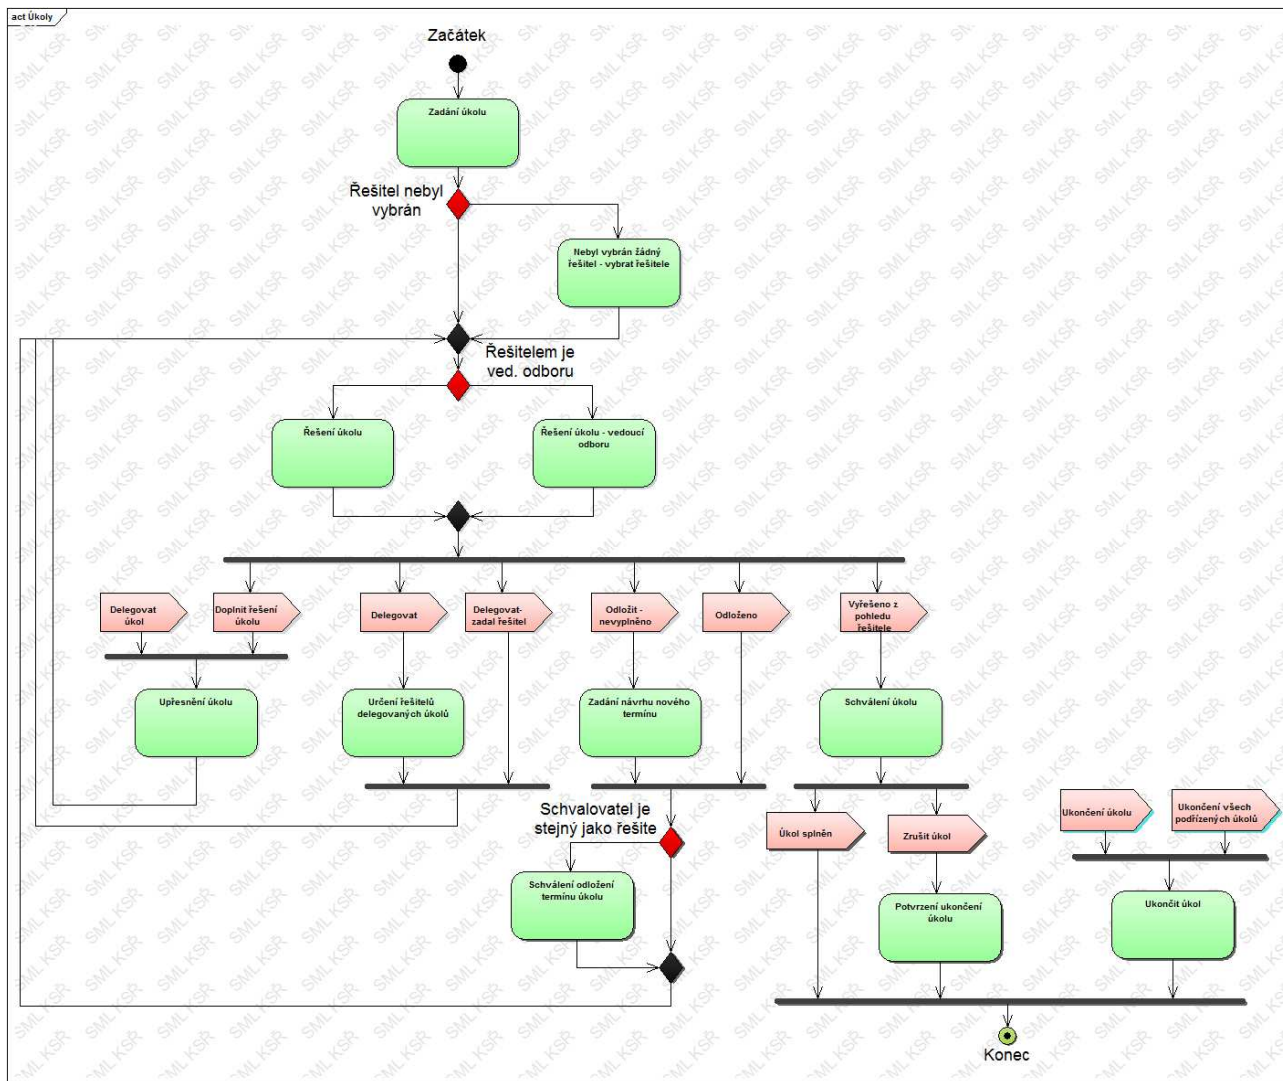 act Úkoly
Začátek
Zadání úkolu
Řešitel nebyl
vybrán
Nebyl vybrán žádný
řešitel - vybrat řešitele
Řešitelem je
ved. odboru
Řešení úkolu
Řešení úkolu - vedoucí
odboru
Delegovat
úkol
Doplnit řešení
úkolu
Delegovat
Delegovat-
zadal řešitel
Odložit -
nevyplněno
Odloženo
Vyřešeno z
pohledu
řešitele
Upřesnění úkolu
Určení řešitelů
delegovaných úkolů
Zadání návrhu nového
termínu
Schválení úkolu
Schvalovatel je
stejný jako řešite
Úkol splněn
Zrušit úkol
Ukončení úkolu
Ukončení všech
podřízených úkolů
Schválení odložení
termínu úkolu
Potvrzení ukončení
úkolu
Ukončit úkol
Konec
SML KSŘ